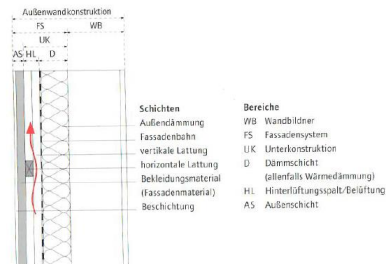 Außenwandkonstruktion
FS WB
UK
AS HL D
Schichten
Außendämmung
Fassadenbahn
vertikale Lattung
horizontale Lattung
Bekleidungsmaterial
(Fassadenmaterial)
Beschichtung
Bereiche
WB Wandbildner
FS Fassadensystem
UK Unterkonstruktion
D Dämmschicht
(allenfalls Wärmedämmung)
HL Hinterlüftungsspalt/Belüftung
AS Außenschicht